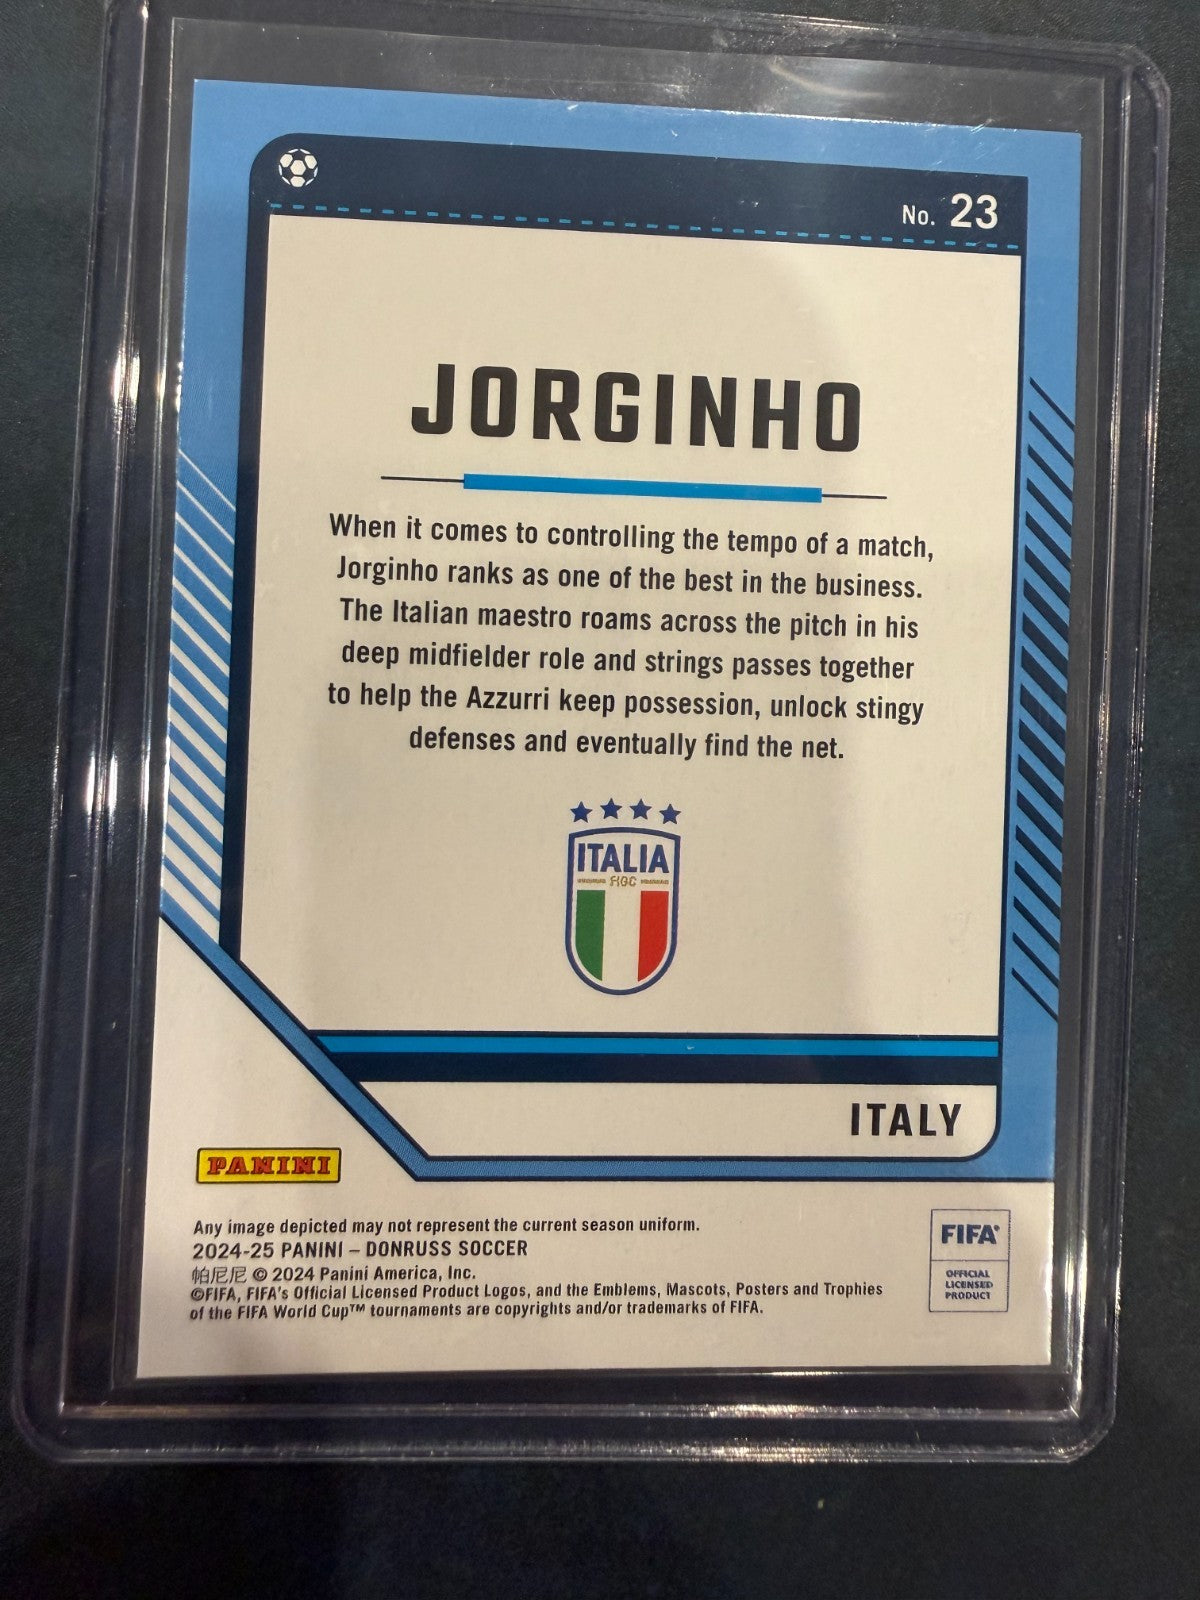 No. 23
JORGINHO
When it comes to controlling the tempo of a match,
Jorginho ranks as one of the best in the business.
The Italian maestro roams across the pitch in his
deep midfielder role and strings passes together
to help the Azzurri keep possession, unlock stingy
defenses and eventually find the net.
ITALIA
FIGC
ITALY
PANINI
Any image depicted may not represent the current season uniform.
2024-25 PANINI – DONRUSS SOCCER
帕尼尼 © 2024 Panini America, Inc.
©FIFA, FIFA's Official Licensed Product Logos, and the Emblems, Mascots, Posters and Trophies
of the FIFA World Cup™ tournaments are copyrights and/or trademarks of FIFA.
FIFA®
OFFICIAL
LICENSED
PRODUCT